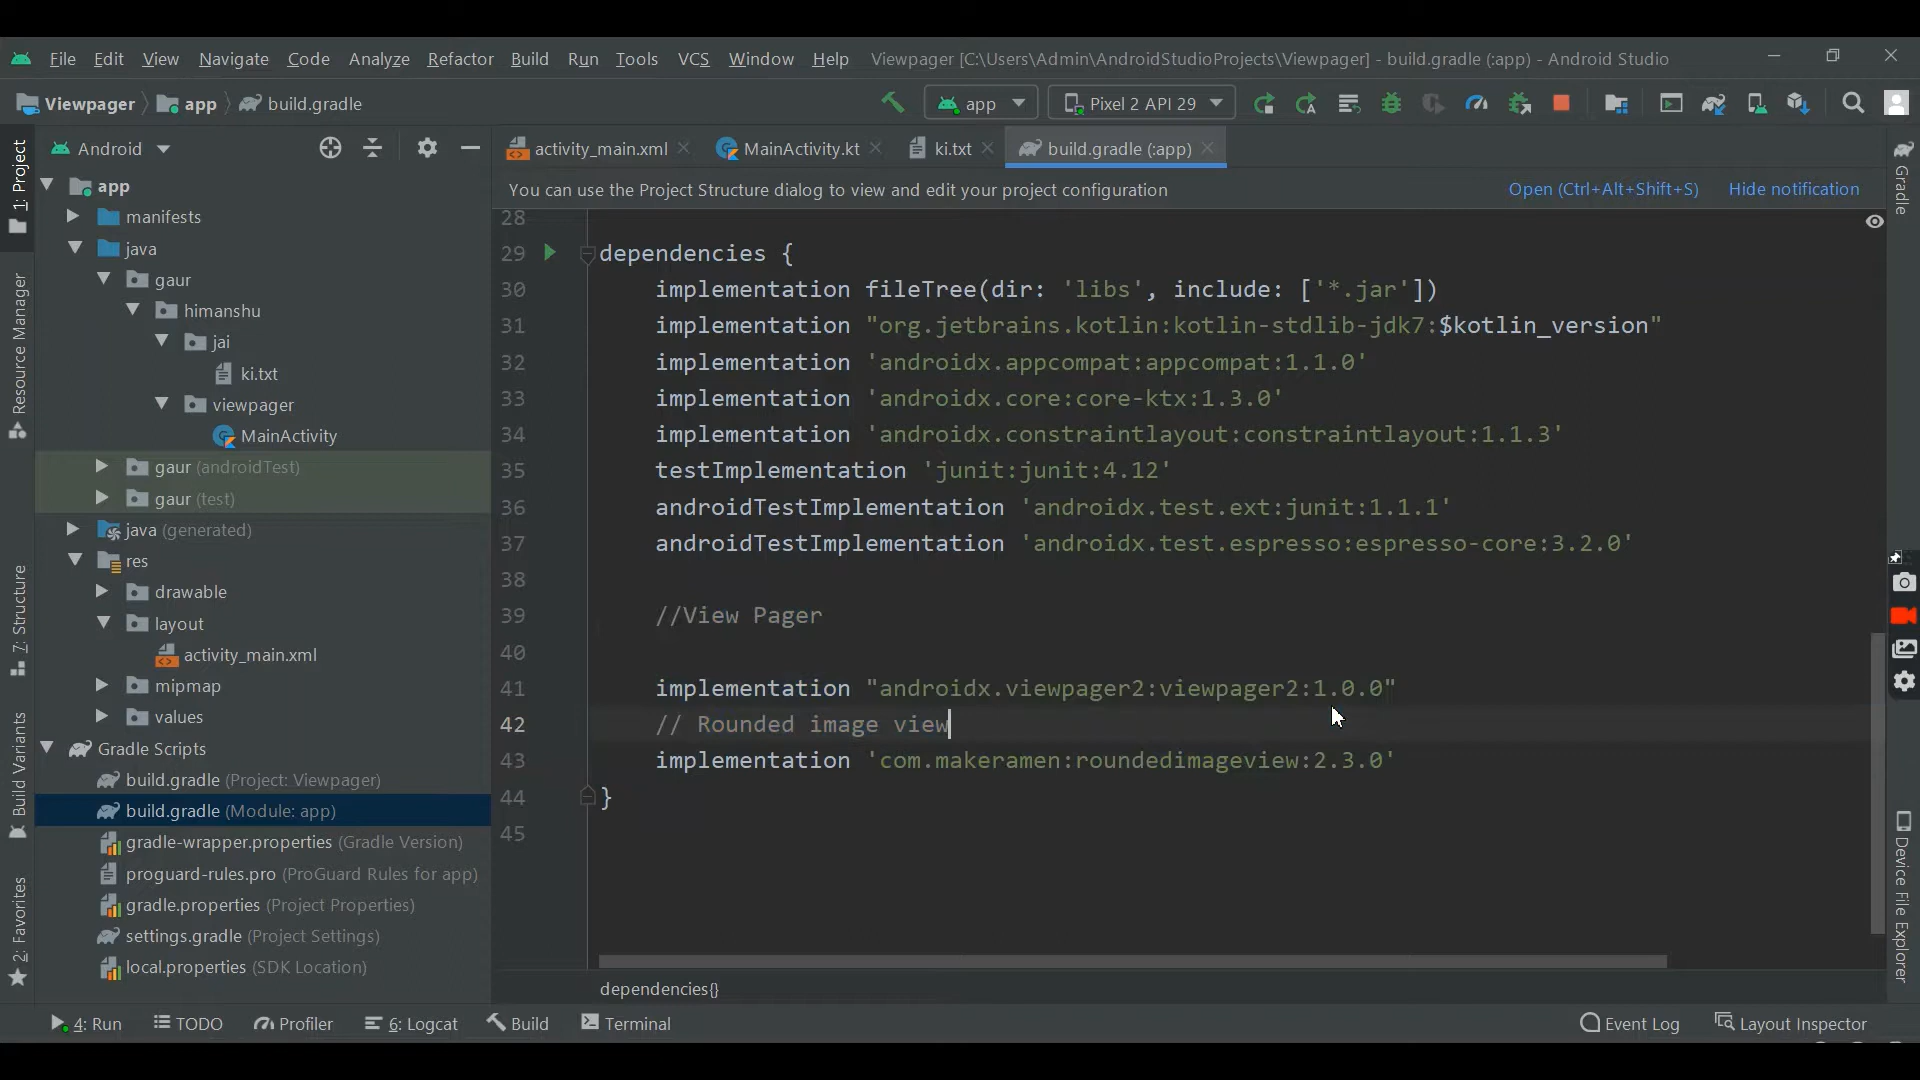 File Edit View Navigate Code Analyze Refactor Build Run Tools VCS Window Help Viewpager [C:\Users\Admin\AndroidStudioProjects\Viewpager] - build.gradle (:app) - Android Studio
Viewpager app build.gradle app Pixel 2 API 29
1: Project
Resource Manager
7: Structure
Build Variants
2: Favorites
Android
app
manifests
java
gaur
himanshu
jai
ki.txt
viewpager
MainActivity
gaur (androidTest)
gaur (test)
java (generated)
res
drawable
layout
activity_main.xml
mipmap
values
Gradle Scripts
build.gradle (Project: Viewpager)
build.gradle (Module: app)
gradle-wrapper.properties (Gradle Version)
proguard-rules.pro (ProGuard Rules for app)
gradle.properties (Project Properties)
settings.gradle (Project Settings)
local.properties (SDK Location)
activity_main.xml MainActivity.kt ki.txt build.gradle (:app)
You can use the Project Structure dialog to view and edit your project configuration Open (Ctrl+Alt+Shift+S) Hide notification
28
29 dependencies {
30 implementation fileTree(dir: 'libs', include: ['*.jar'])
31 implementation "org.jetbrains.kotlin:kotlin-stdlib-jdk7:$kotlin_version"
32 implementation 'androidx.appcompat:appcompat:1.1.0'
33 implementation 'androidx.core:core-ktx:1.3.0'
34 implementation 'androidx.constraintlayout:constraintlayout:1.1.3'
35 testImplementation 'junit:junit:4.12'
36 androidTestImplementation 'androidx.test.ext:junit:1.1.1'
37 androidTestImplementation 'androidx.test.espresso:espresso-core:3.2.0'
38
39 //View Pager
40
41 implementation "androidx.viewpager2:viewpager2:1.0.0"
42 // Rounded image view
43 implementation 'com.makeramen:roundedimageview:2.3.0'
44 }
45
dependencies{}
Gradle
Device File Explorer
4: Run TODO Profiler 6: Logcat Build Terminal Event Log Layout Inspector